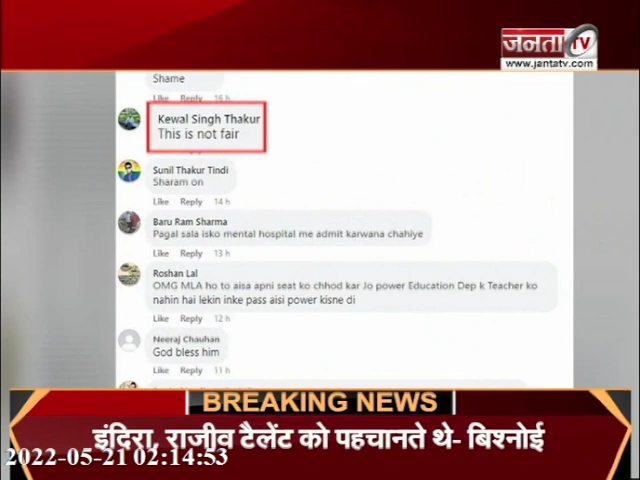 जनता tv
www.jantatv.com
Shame
Like Reply 16 h
Kewal Singh Thakur
This is not fair
Sunil Thakur Tindi
Sharam on
Like Reply 14 h
Baru Ram Sharma
Pagal sala isko mental hospital me admit karwana chahiye
Like Reply 13 h
Roshan Lal
OMG MLA ho to aisa apni seat ko chhod kar Jo power Education Dep k Teacher ko
nahin hai lekin inke pass aisi power kisne di
Like Reply 12 h
Neeraj Chauhan
God bless him
Like Reply 11 h
BREAKING NEWS
इंदिरा, राजीव टैलेंट को पहचानते थे- बिश्नोई
2022-05-21 02:14:53